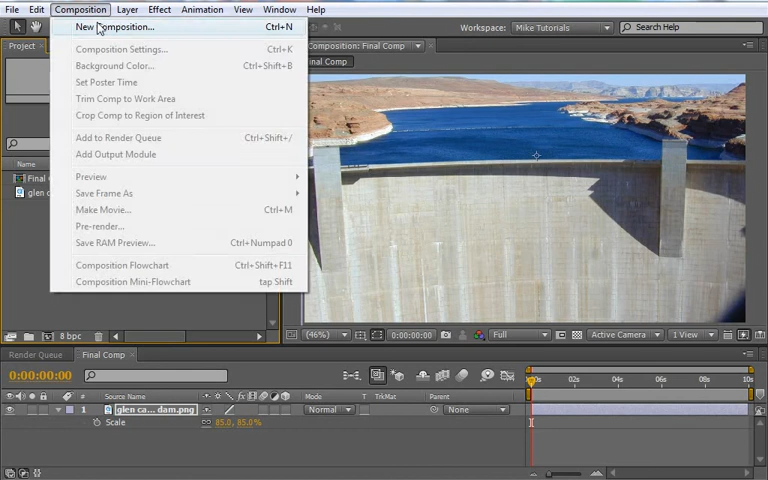 File Edit Composition Layer Effect Animation View Window Help
Workspace: Mike Tutorials Search Help
New Composition... Ctrl+N
Project
Composition: Final Comp
Composition Settings... Ctrl+K
Final Comp
Background Color... Ctrl+Shift+B
Set Poster Time
Trim Comp to Work Area
Crop Comp to Region of Interest
Add to Render Queue Ctrl+Shift+/
Add Output Module
Name
Preview
Final
glen
Save Frame As
Make Movie... Ctrl+M
Pre-render...
Save RAM Preview... Ctrl+Numpad 0
Composition Flowchart Ctrl+Shift+F11
Composition Mini-Flowchart tap Shift
8 bpc
(46%) 0:00:00:00 Full Active Camera 1 View
Render Queue Final Comp
0:00:00:00
02s 04s 06s 08s 10s
# Source Name Mode T TrkMat Parent
1 glen ca... dam.png Normal None
Scale 85.0, 85.0%